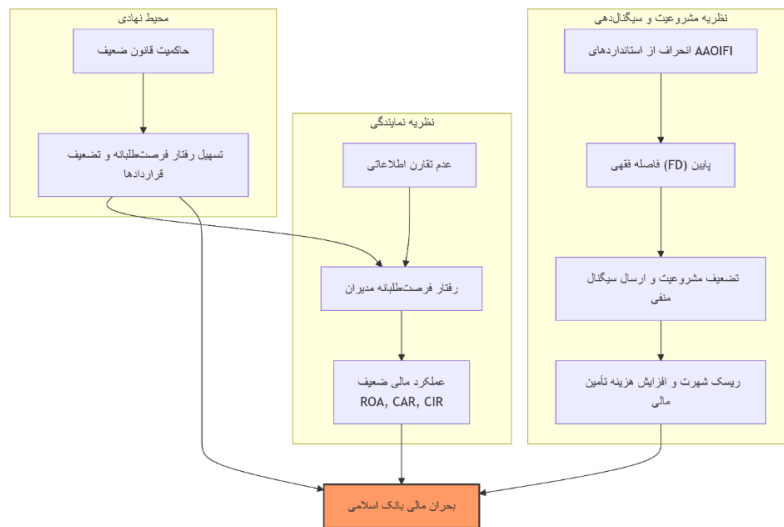 محیط نهادی
حاکمیت قانون ضعیف
تسهیل رفتار فرصت‌طلبانه و تضعیف
قراردادها
نظریه نمایندگی
عدم تقارن اطلاعاتی
رفتار فرصت‌طلبانه مدیران
عملکرد مالی ضعیف
ROA, CAR, CIR
نظریه مشروعیت و سیگنال‌دهی
انحراف از استانداردهای AAOIFI
پایین (FD) فاصله فقهی
تضعیف مشروعیت و ارسال سیگنال
منفی
ریسک شهرت و افزایش هزینه تأمین
مالی
بحران مالی بانک اسلامی